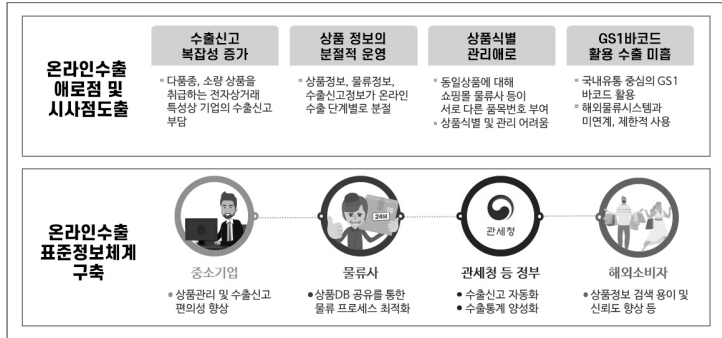 온라인수출
애로점 및
시사점도출
수출신고
복잡성 증가
▪ 다품종, 소량 상품을
취급하는 전자상거래
특성상 기업의 수출신고
부담
상품 정보의
분절적 운영
▪ 상품정보, 물류정보,
수출신고정보가 온라인
수출 단계별로 분절
상품식별
관리애로
▪ 동일상품에 대해
쇼핑몰 물류사 등이
서로 다른 품목번호 부여
▪ 상품식별 및 관리 어려움
GS1바코드
활용 수출 미흡
▪ 국내유통 중심의 GS1
바코드 활용
▪ 해외물류시스템과
미연계, 제한적 사용
온라인수출
표준정보체계
구축
중소기업
● 상품관리 및 수출신고
편의성 향상
24H
물류사
● 상품DB 공유를 통한
물류 프로세스 최적화
관세청
관세청 등 정부
● 수출신고 자동화
● 수출통계 양성화
해외소비자
● 상품정보 검색 용이 및
신뢰도 향상 등